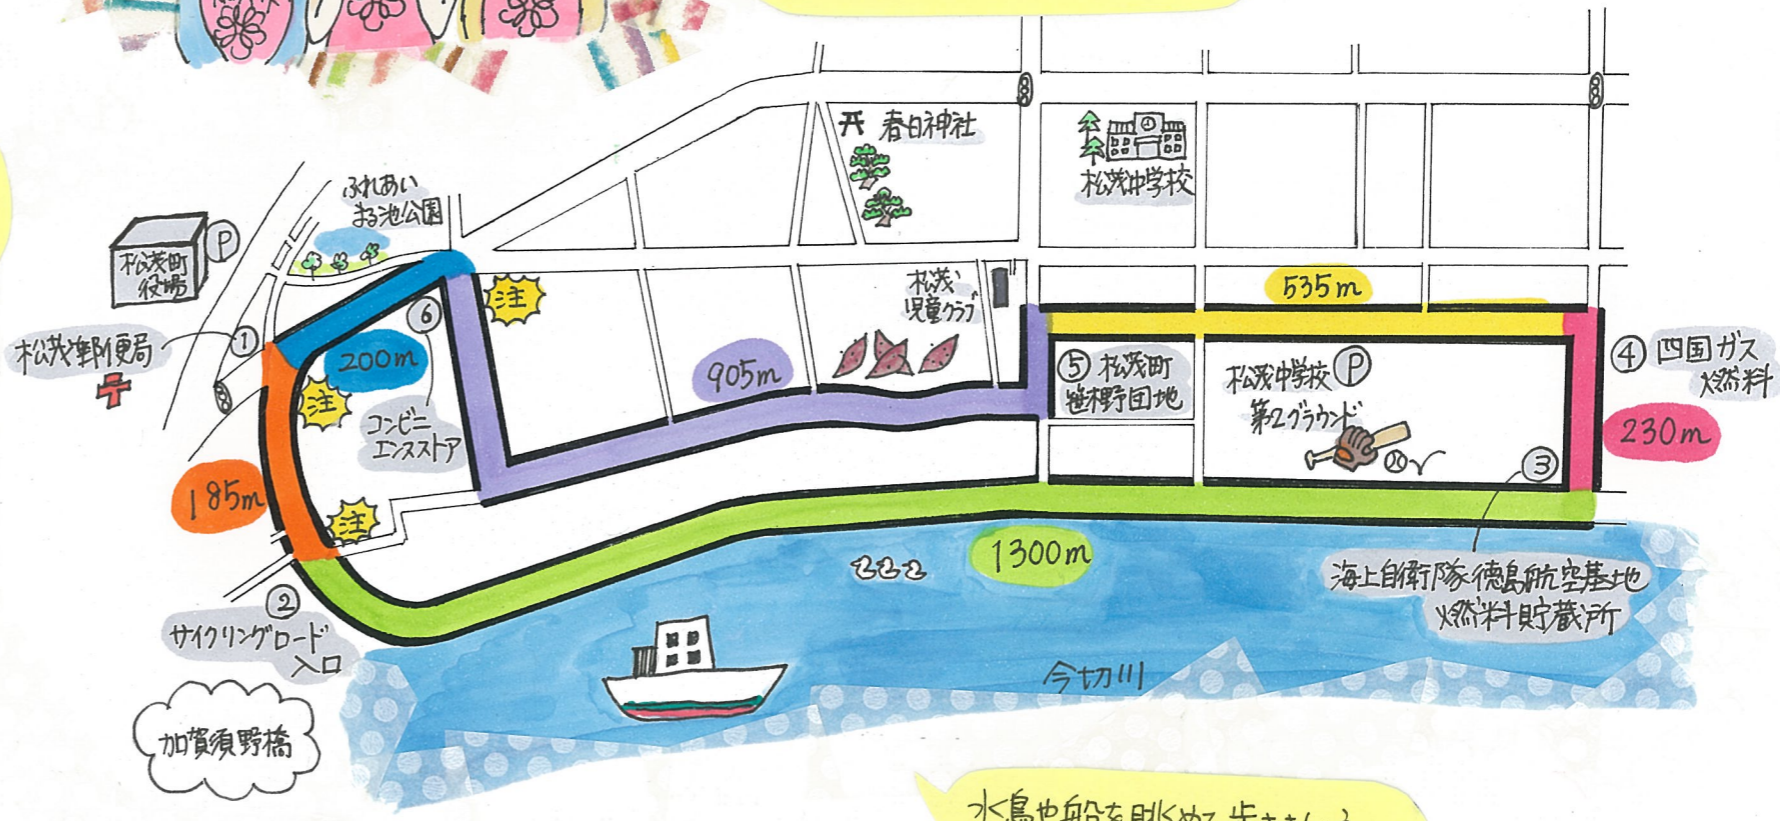 春日神社
松茂中学校
ふれあい
まる池公園
P
松茂町
役場
①
松茂郵便局
〒
200m
注
注
⑥
コンビニ
エンスストア
185m
注
②
サイクリングロード
入口
加賀須野橋
905m
松茂
児童クラブ
535m
⑤ 松茂町
笹木野団地
松茂中学校 P
第2グラウンド
④ 四国ガス
燃料
230m
③
海上自衛隊徳島航空基地
燃料貯蔵所
1300m
今切川
水鳥や船を眺めて歩きましょう